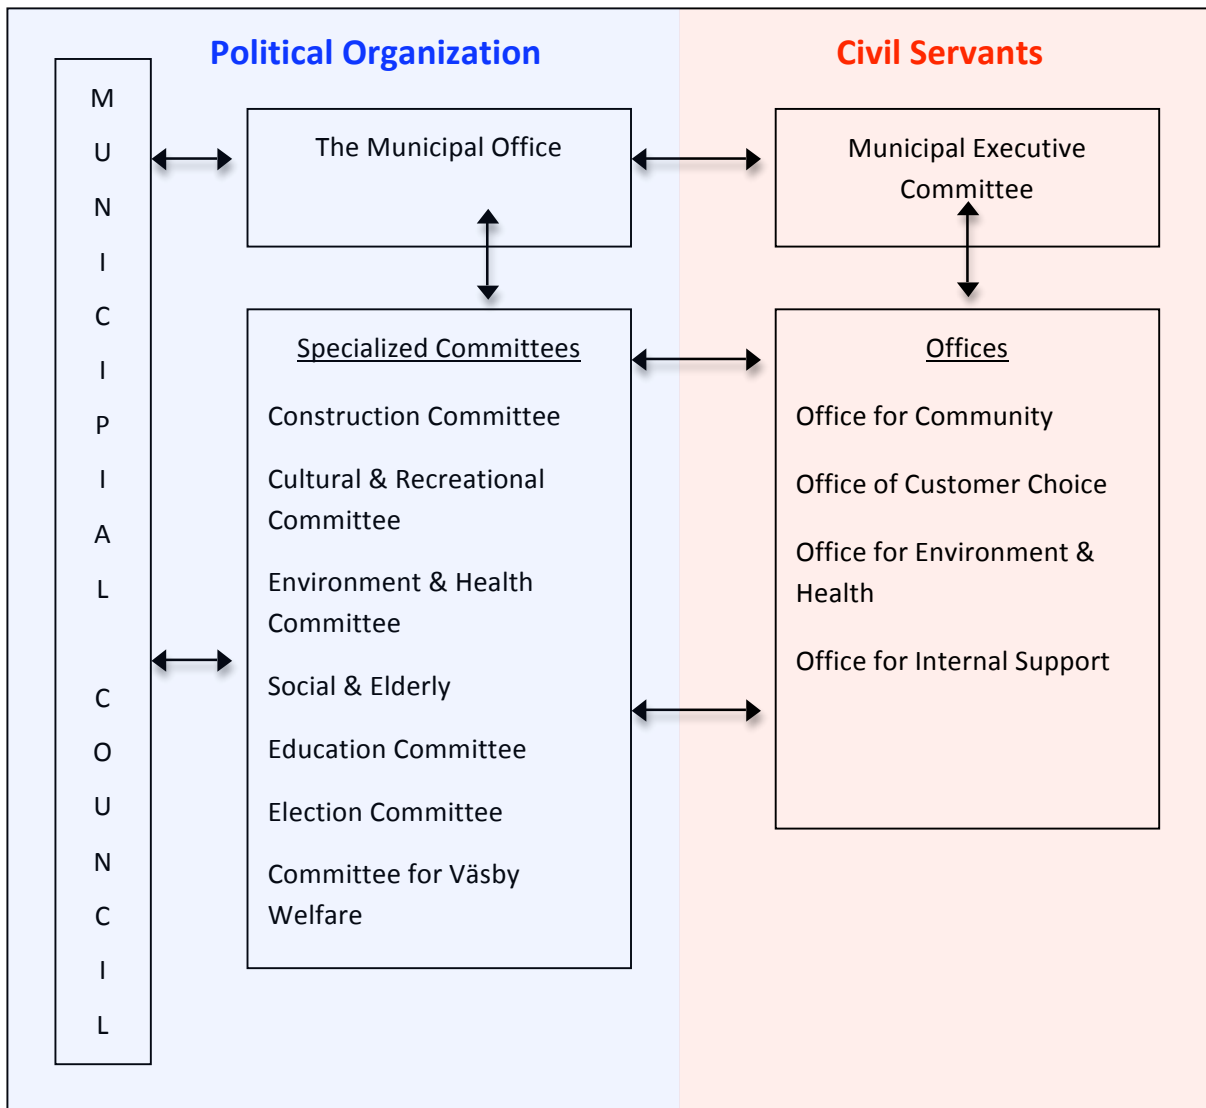 Political Organization
Civil Servants
MUNICIPIAL COUNCIL
The Municipal Office
Municipal Executive
Committee
Specialized Committees
Construction Committee
Cultural & Recreational
Committee
Environment & Health
Committee
Social & Elderly
Education Committee
Election Committee
Committee for Väsby
Welfare
Offices
Office for Community
Office of Customer Choice
Office for Environment &
Health
Office for Internal Support